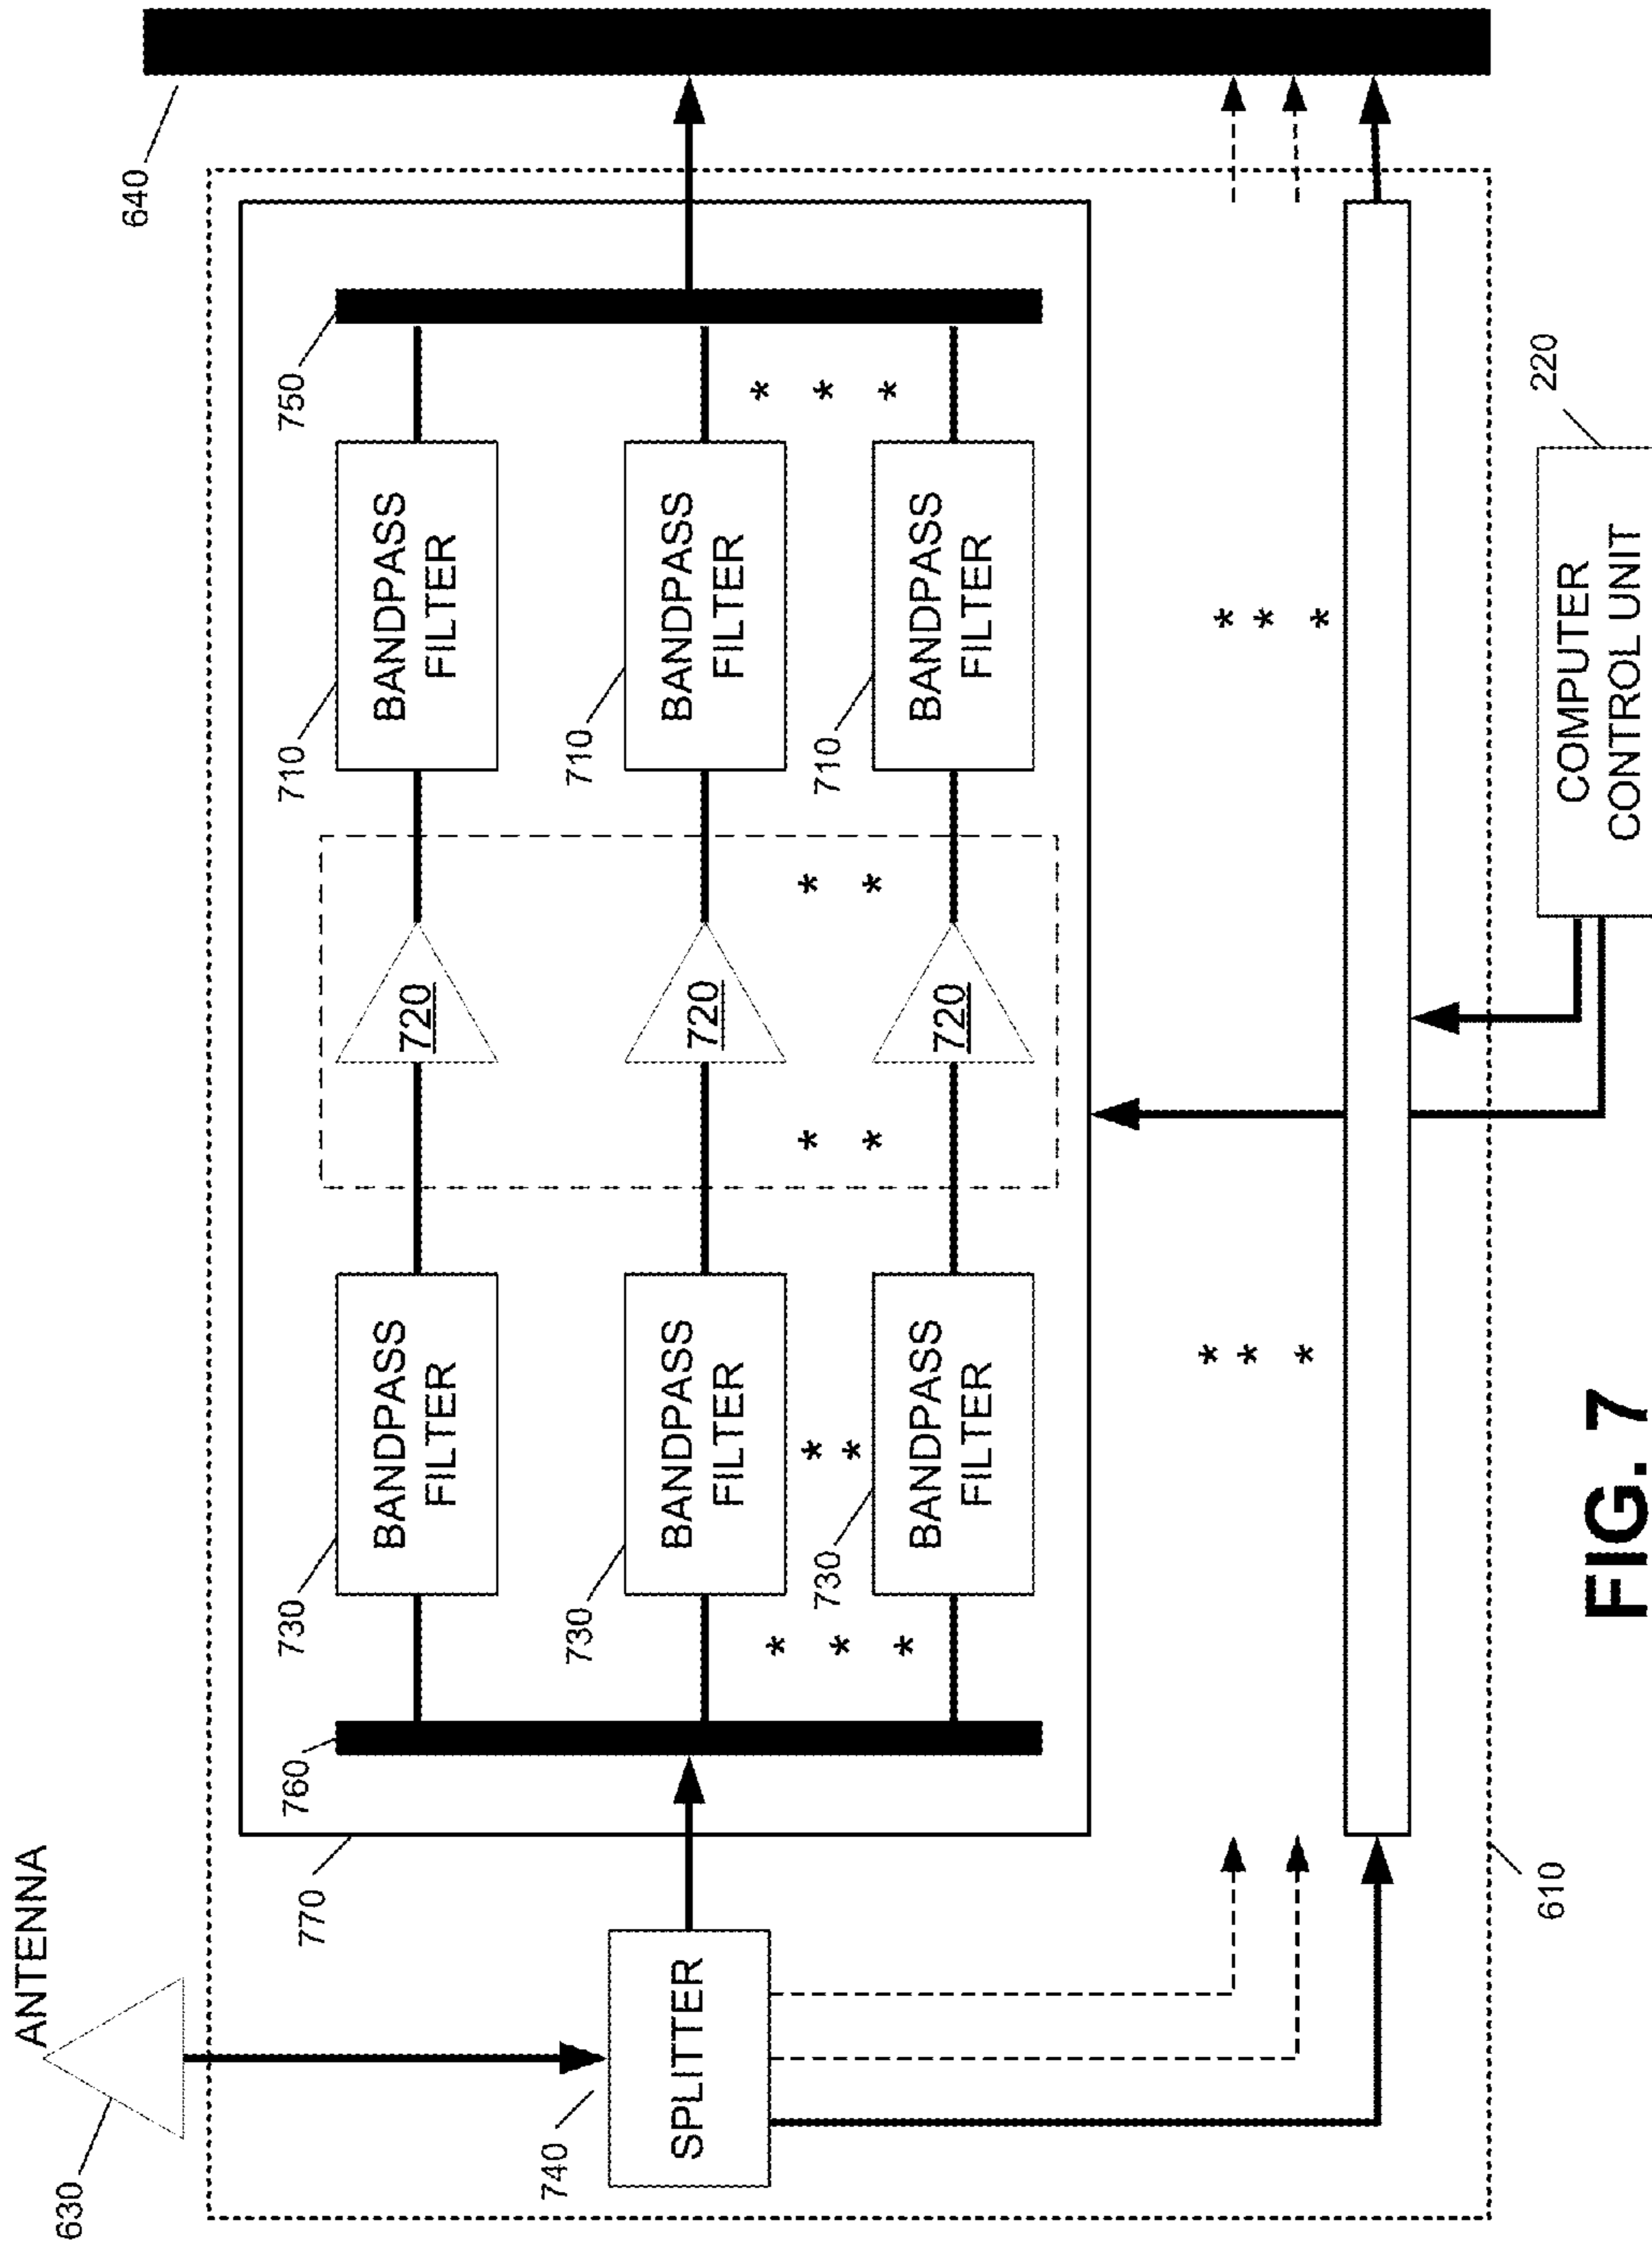 ANTENNA
630
640
770
760
730
BANDPASS
FILTER
720
710
BANDPASS
FILTER
750
740
SPLITTER
730
BANDPASS
FILTER
720
710
BANDPASS
FILTER
730
BANDPASS
FILTER
720
710
BANDPASS
FILTER
610
220
COMPUTER
CONTROL UNIT
FIG. 7